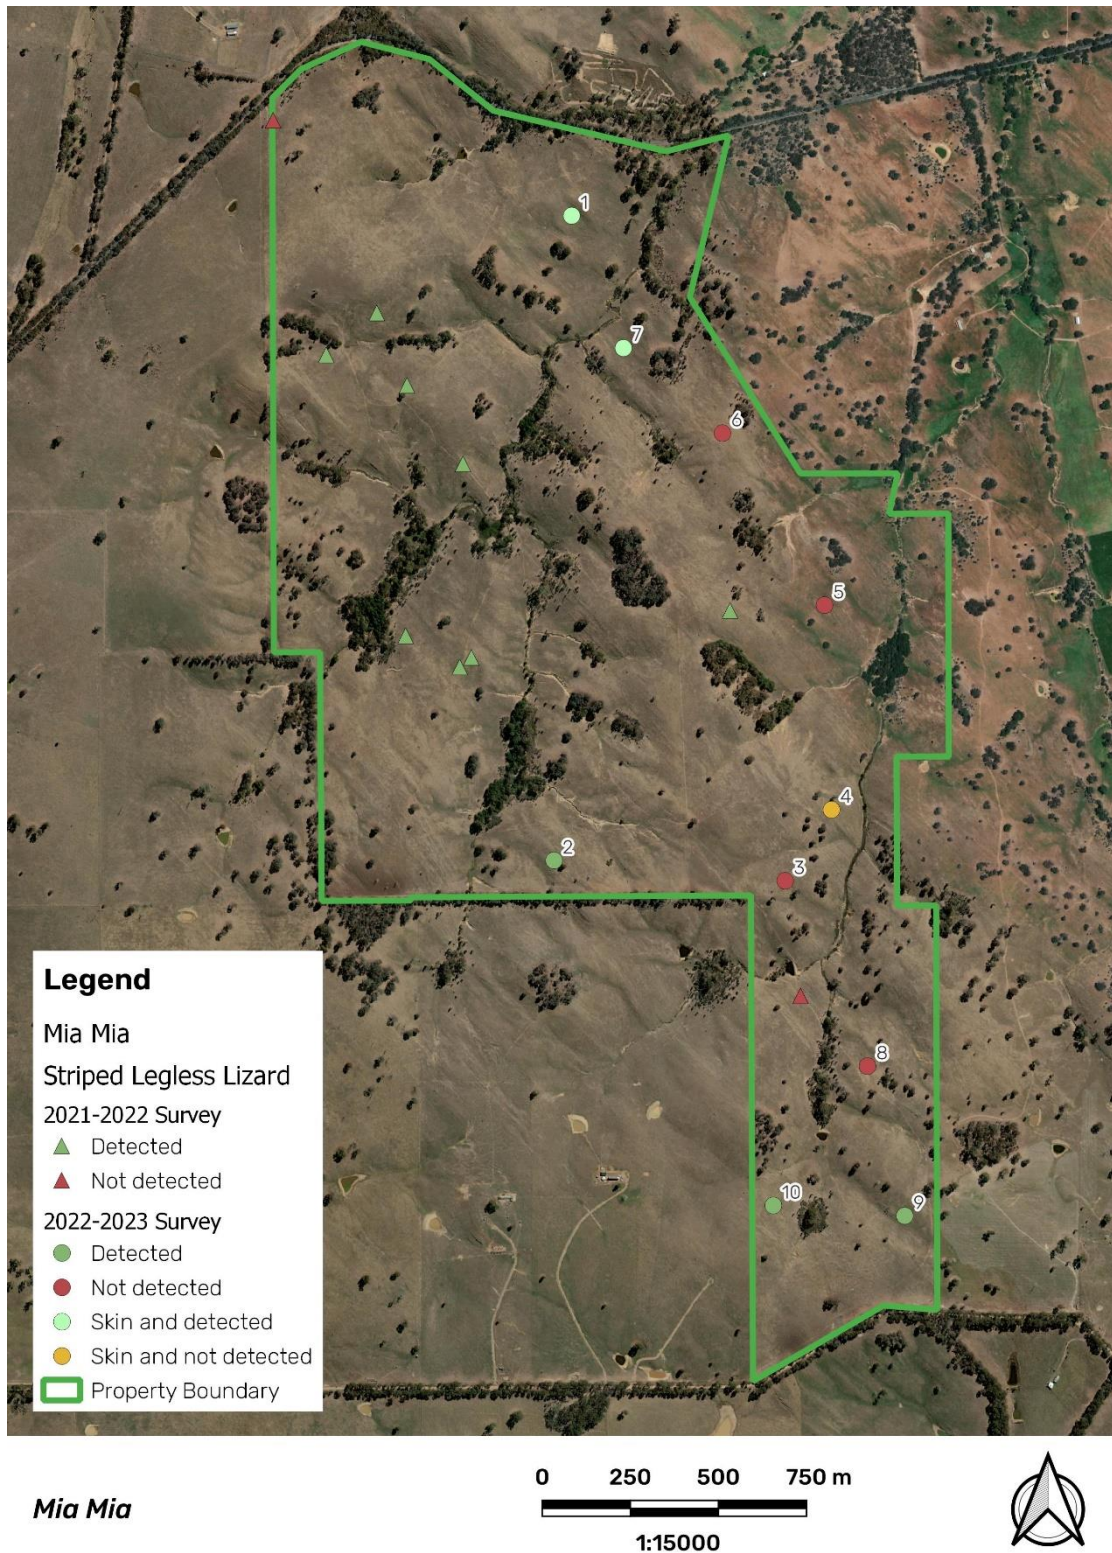 1
7
6
5
4
2
3
8
10
9
Legend
Mia Mia
Striped Legless Lizard
2021-2022 Survey
Detected
Not detected
2022-2023 Survey
Detected
Not detected
Skin and detected
Skin and not detected
Property Boundary
Mia Mia
0 250 500 750 m
1:15000